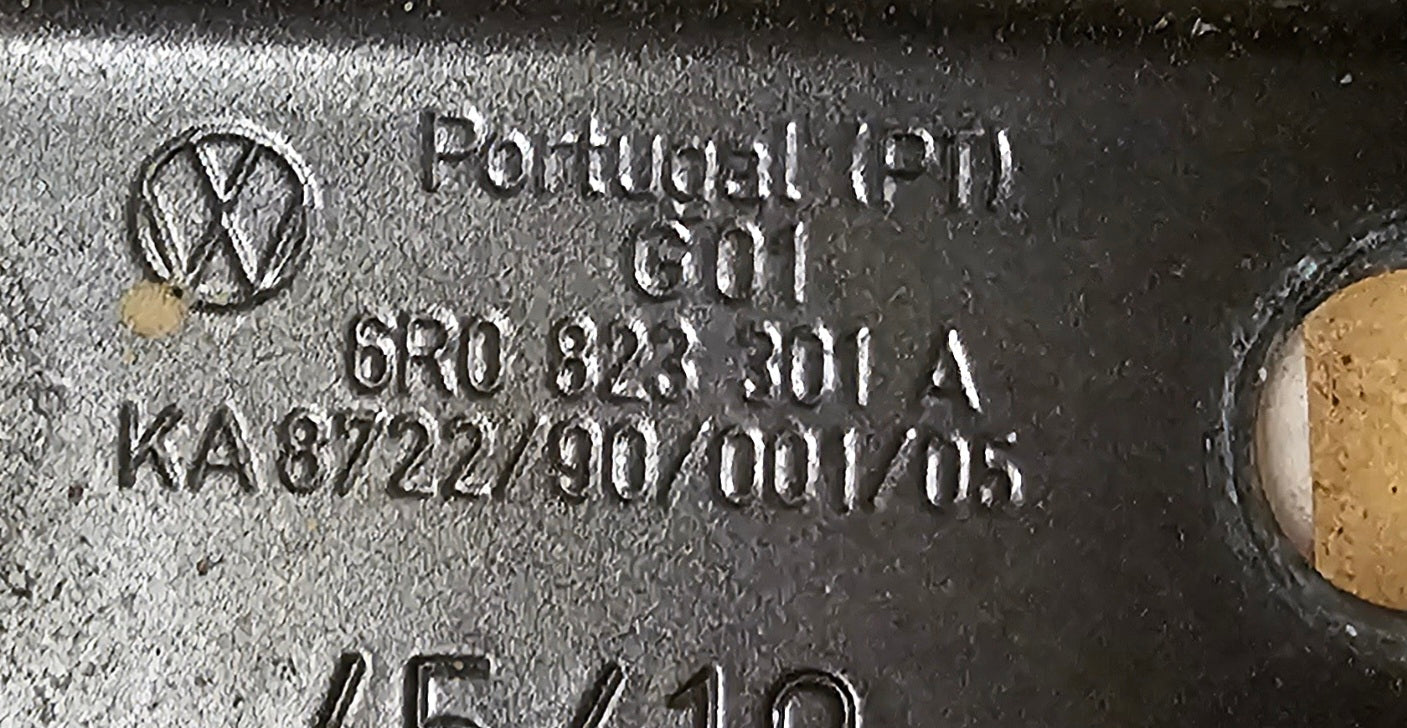 Portugal (PT)
G01
6R0 823 301 A
KA 8722/90/001/05